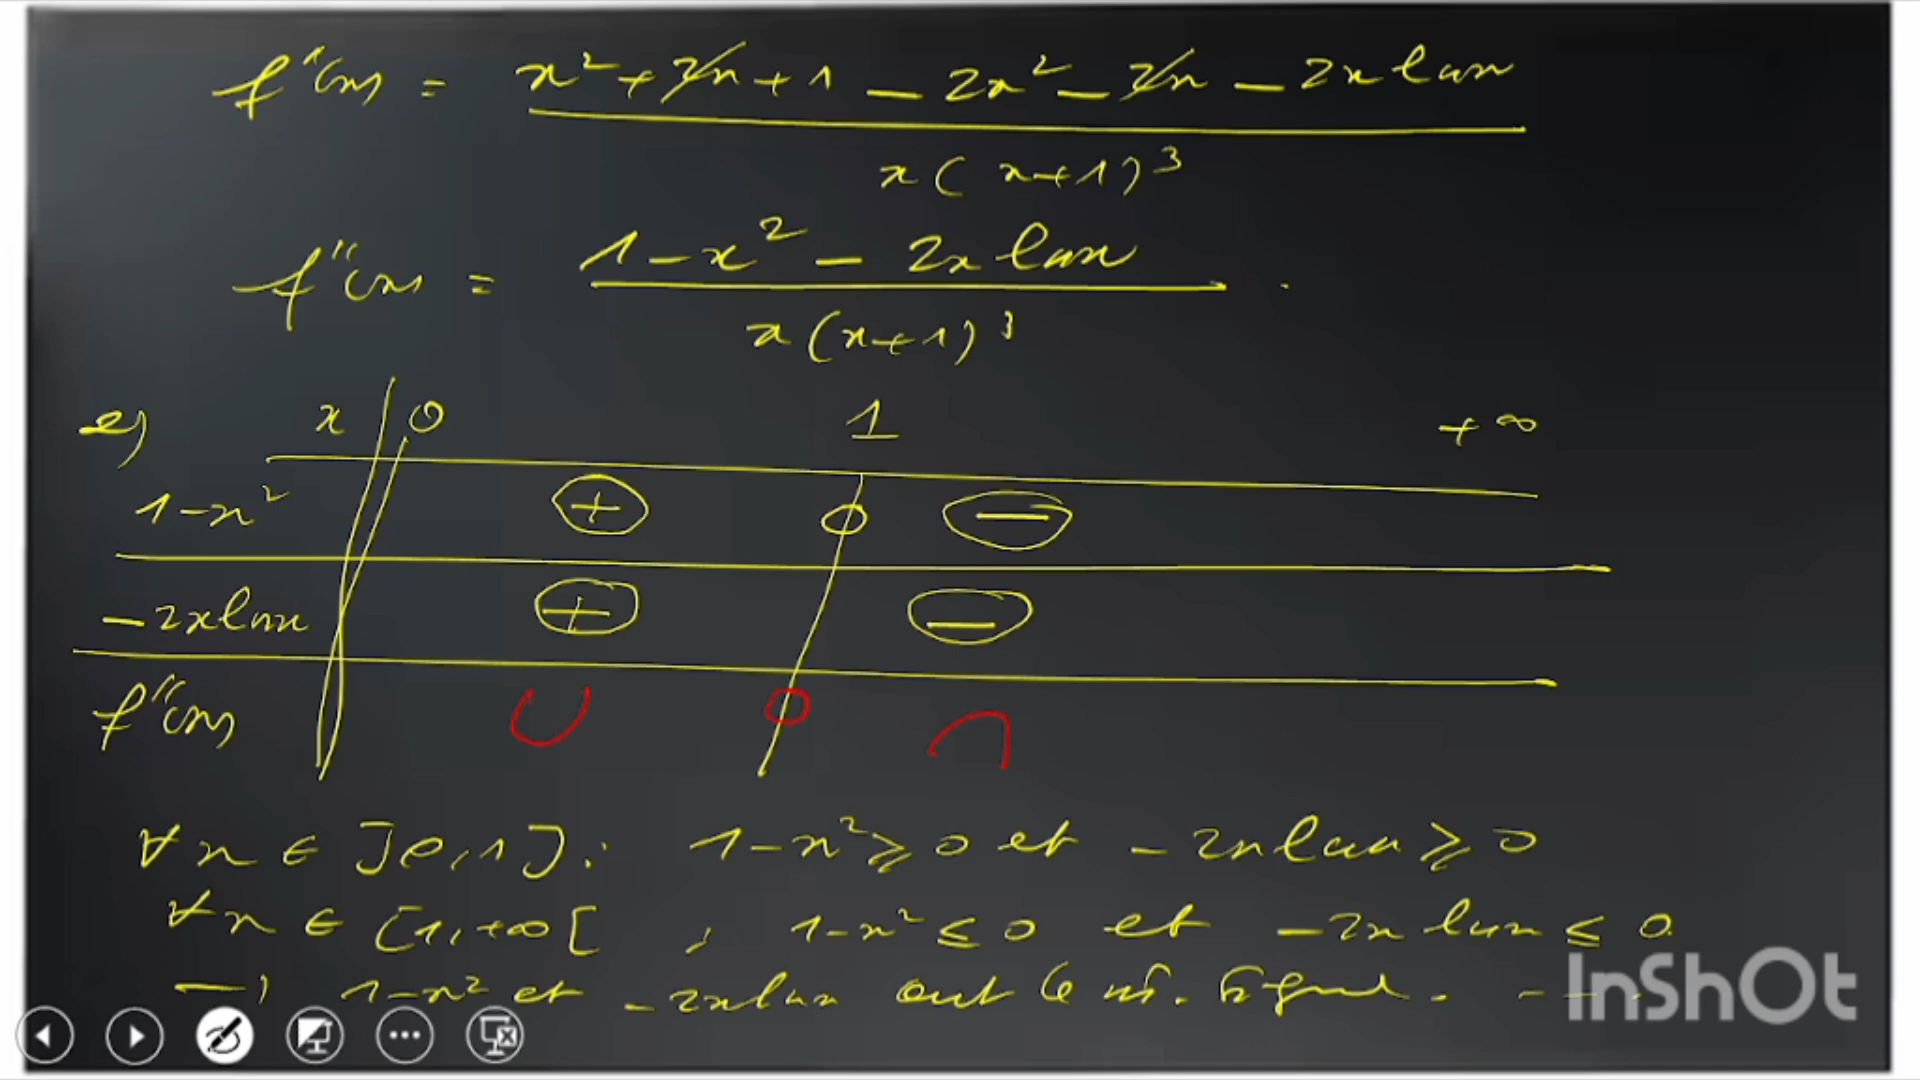 f''(x) = x² + 2x + 1 - 2x² - 2x - 2x ln x
x(x+1)³
f''(x) = 1 - x² - 2x ln x
x(x+1)³
e) x 0 1 +∞
1-x² + 0 -
-2x ln x + -
f''(x) 0
∀x ∈ ]0,1] : 1-x² ≥ 0 et -2x ln x ≥ 0
∀x ∈ [1,+∞[ , 1-x² ≤ 0 et -2x ln x ≤ 0.
→ 1-x² et -2x ln x ont le m. signe.
InShOt